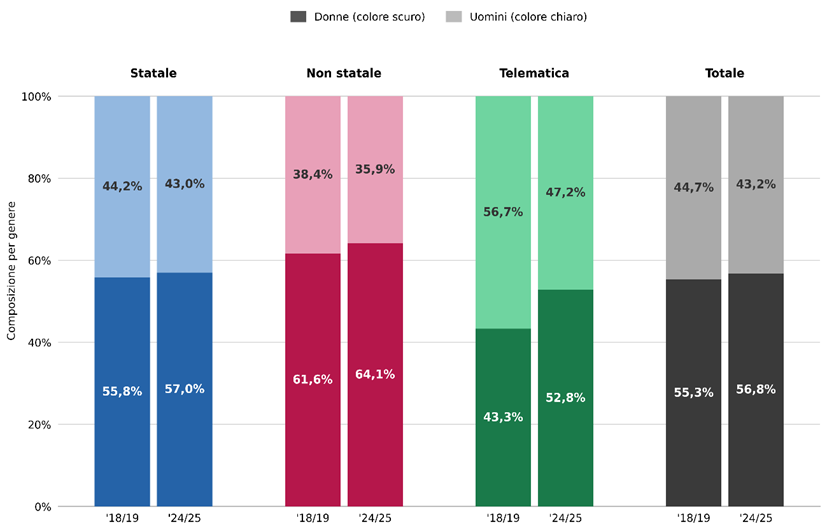 Donne (colore scuro) Uomini (colore chiaro)
Statale Non statale Telematica Totale
Composizione per genere
100%
80%
60%
40%
20%
0%
44,2% 43,0% 38,4% 35,9% 56,7% 47,2% 44,7% 43,2%
55,8% 57,0% 61,6% 64,1% 43,3% 52,8% 55,3% 56,8%
'18/19 '24/25 '18/19 '24/25 '18/19 '24/25 '18/19 '24/25